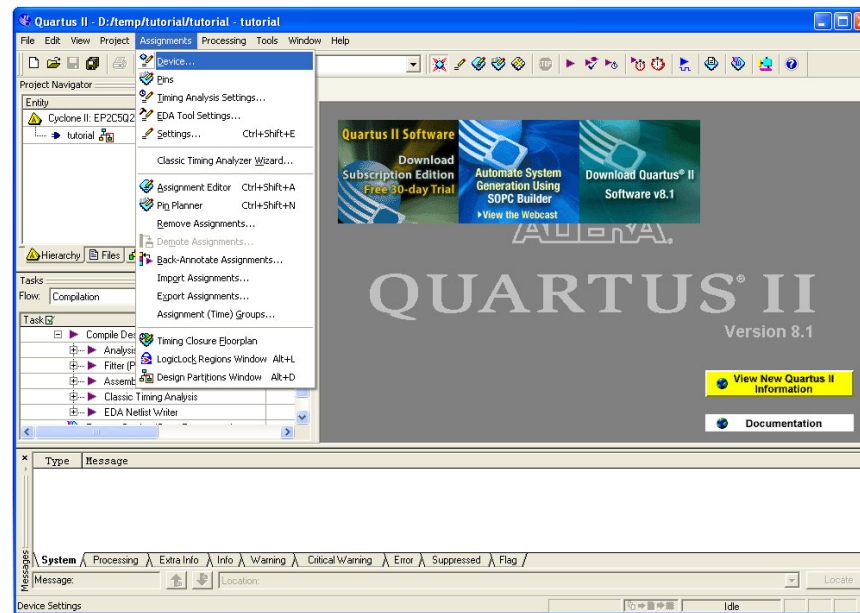 Quartus II - D:/temp/tutorial/tutorial - tutorial
File Edit View Project Assignments Processing Tools Window Help
Project Navigator
Entity
Cyclone II: EP2C5Q2
tutorial
Hierarchy Files
Tasks
Flow: Compilation
Task
Compile Des
Analysis
Fitter (P
Assemb
Classic Timing Analysis
EDA Netlist Writer
Device...
Pins
Timing Analysis Settings...
EDA Tool Settings...
Settings... Ctrl+Shift+E
Classic Timing Analyzer Wizard...
Assignment Editor Ctrl+Shift+A
Pin Planner Ctrl+Shift+N
Remove Assignments...
Demote Assignments...
Back-Annotate Assignments...
Import Assignments...
Export Assignments...
Assignment (Time) Groups...
Timing Closure Floorplan
LogicLock Regions Window Alt+L
Design Partitions Window Alt+D
Quartus II Software
Download
Subscription Edition
Free 30-day Trial
Automate System
Generation Using
SOPC Builder
View the Webcast
Download Quartus® II
Software v8.1
ALTERA.
QUARTUS® II
Version 8.1
View New Quartus II
Information
Documentation
Type Message
Messages
System Processing Extra Info Info Warning Critical Warning Error Suppressed Flag
Message: Location: Locate
Device Settings Idle